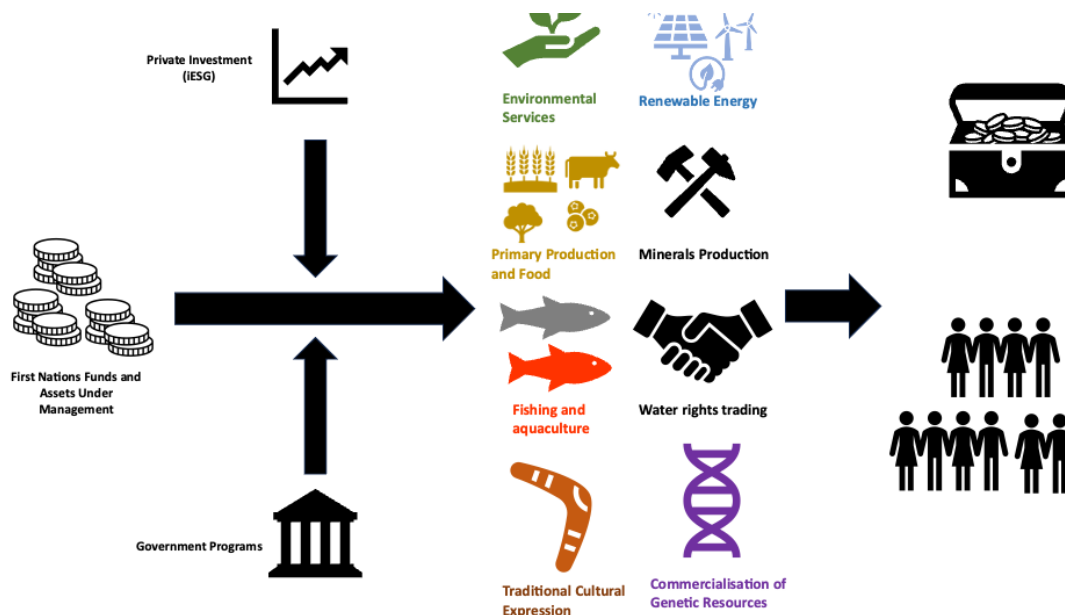 Private Investment
(iESG)
Environmental
Services
Renewable Energy
Primary Production
and Food
Minerals Production
First Nations Funds and
Assets Under
Management
Fishing and
aquaculture
Water rights trading
Government Programs
Traditional Cultural
Expression
Commercialisation of
Genetic Resources